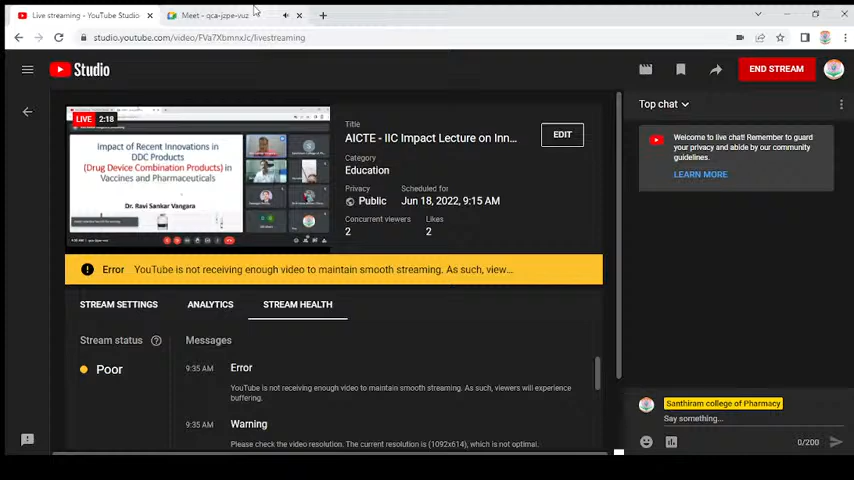 Live streaming - YouTube Studio
Meet - qca-jzpe-vuz
studio.youtube.com/video/FVa7XbmnxJc/livestreaming
Studio
END STREAM
LIVE 2:18
Impact of Recent Innovations in
DDC Products
(Drug Device Combination Products) in
Vaccines and Pharmaceuticals
Dr. Ravi Sankar Vangara
Title
AICTE - IIC Impact Lecture on Inn...
EDIT
Category
Education
Privacy
Public
Scheduled for
Jun 18, 2022, 9:15 AM
Concurrent viewers
2
Likes
2
Error YouTube is not receiving enough video to maintain smooth streaming. As such, view...
STREAM SETTINGS
ANALYTICS
STREAM HEALTH
Stream status
Poor
Messages
9:35 AM Error
YouTube is not receiving enough video to maintain smooth streaming. As such, viewers will experience
buffering.
9:35 AM Warning
Please check the video resolution. The current resolution is (1092x614), which is not optimal.
Top chat
Welcome to live chat! Remember to guard
your privacy and abide by our community
guidelines.
LEARN MORE
Santhiram college of Pharmacy
Say something...
0/200